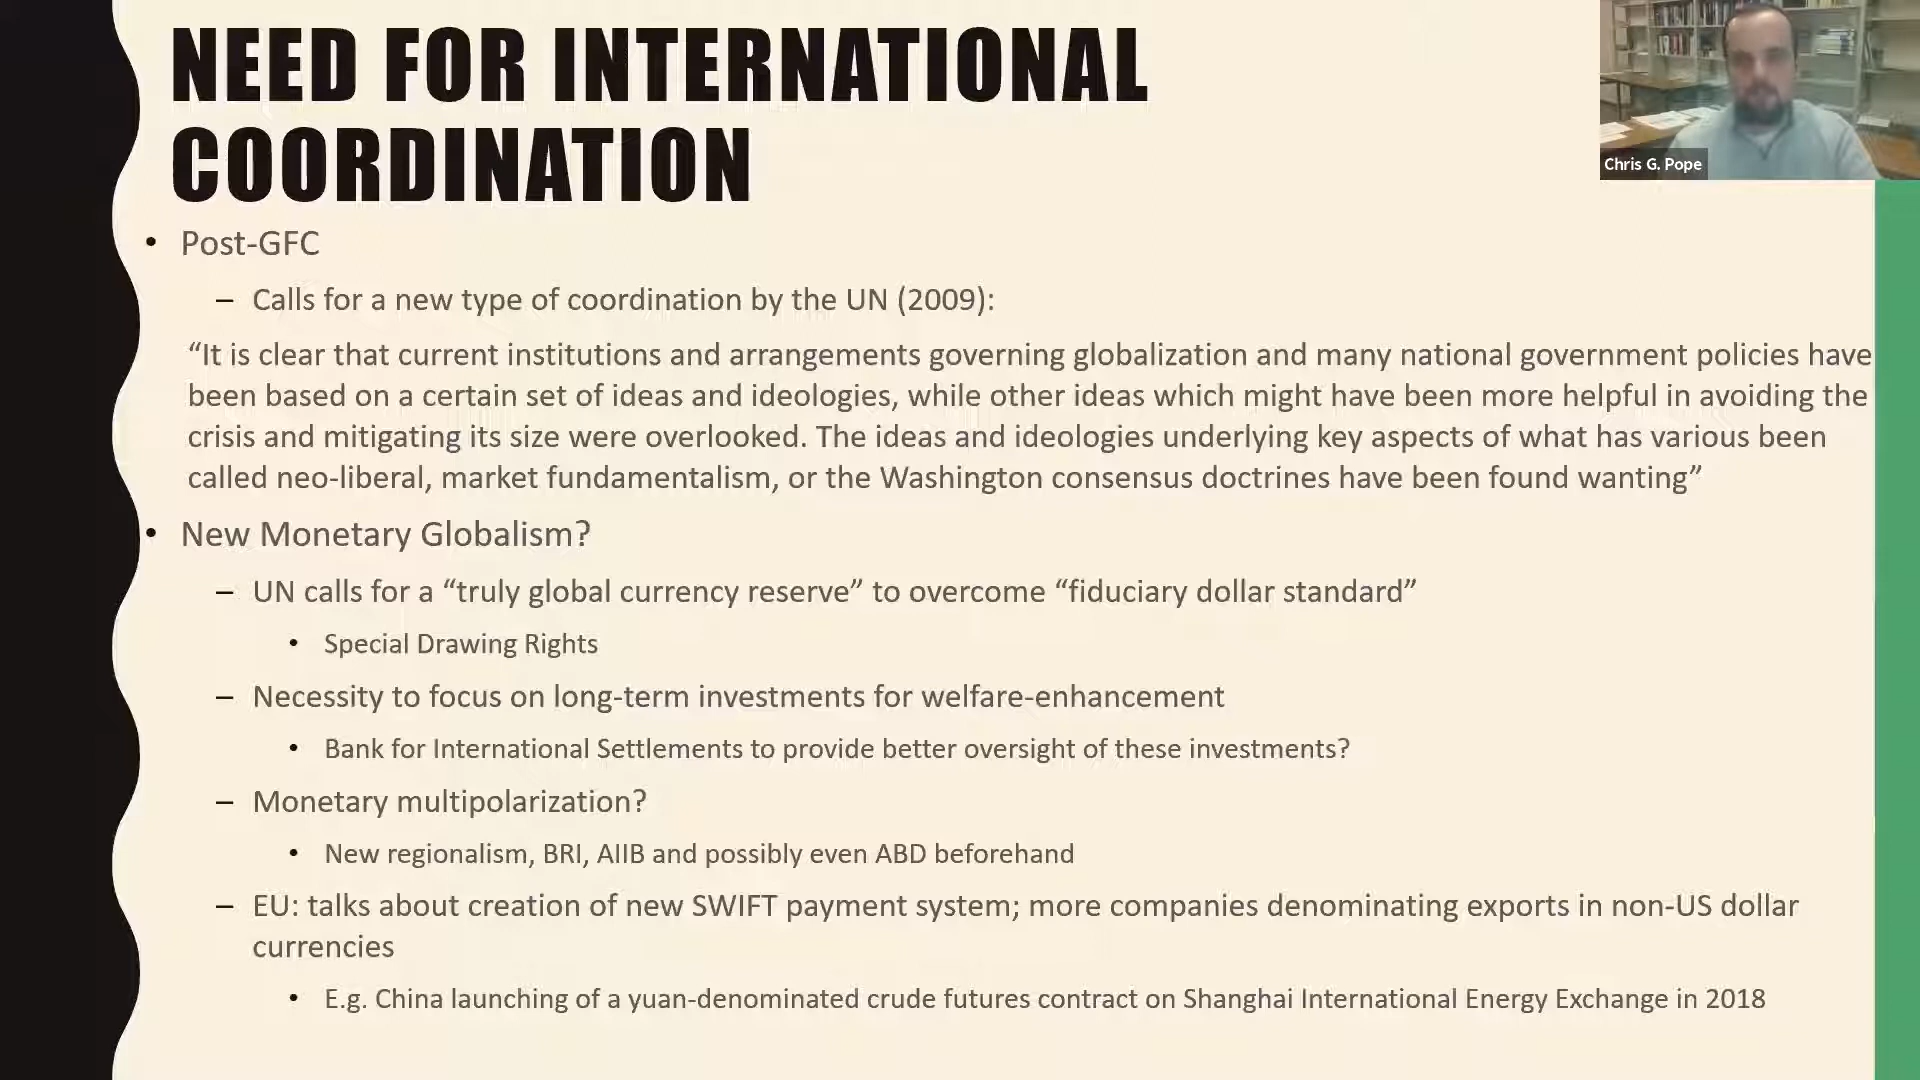 NEED FOR INTERNATIONAL
COORDINATION
Chris G. Pope
• Post-GFC
– Calls for a new type of coordination by the UN (2009):
“It is clear that current institutions and arrangements governing globalization and many national government policies have
been based on a certain set of ideas and ideologies, while other ideas which might have been more helpful in avoiding the
crisis and mitigating its size were overlooked. The ideas and ideologies underlying key aspects of what has various been
called neo-liberal, market fundamentalism, or the Washington consensus doctrines have been found wanting”
• New Monetary Globalism?
– UN calls for a “truly global currency reserve” to overcome “fiduciary dollar standard”
• Special Drawing Rights
– Necessity to focus on long-term investments for welfare-enhancement
• Bank for International Settlements to provide better oversight of these investments?
– Monetary multipolarization?
• New regionalism, BRI, AIIB and possibly even ABD beforehand
– EU: talks about creation of new SWIFT payment system; more companies denominating exports in non-US dollar
currencies
• E.g. China launching of a yuan-denominated crude futures contract on Shanghai International Energy Exchange in 2018